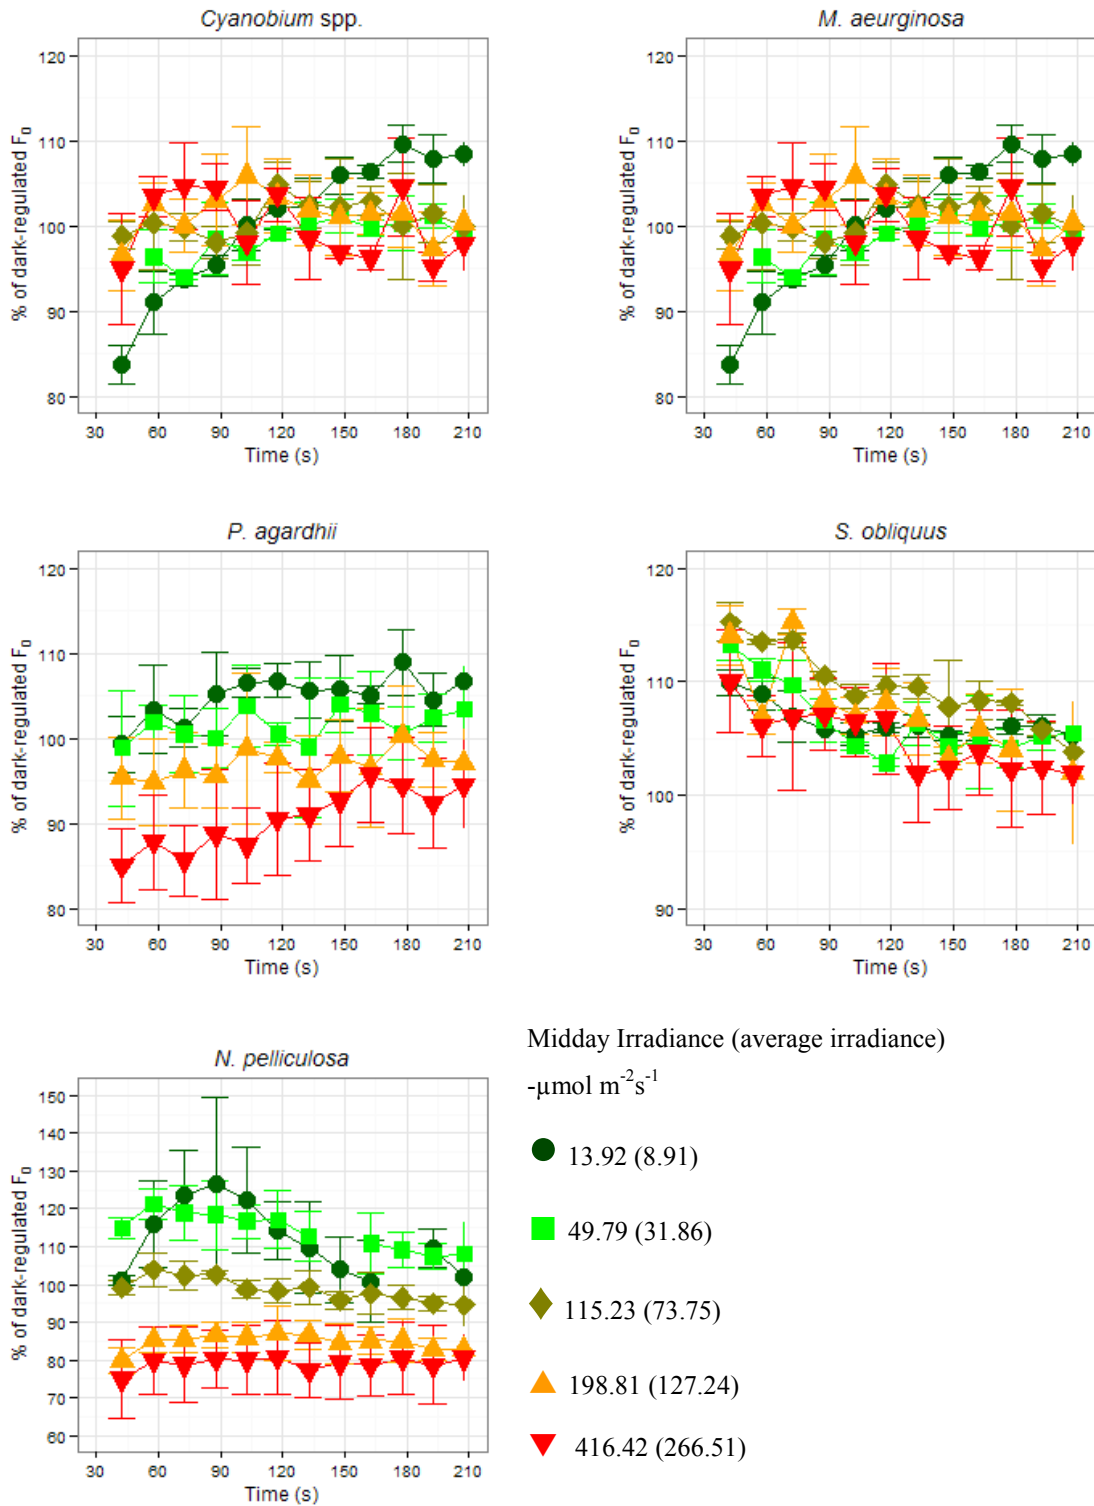 Cyanobium spp.
120
110
100
90
80
% of dark-regulated F0
30 60 90 120 150 180 210
Time (s)
M. aeurginosa
120
110
100
90
80
% of dark-regulated F0
30 60 90 120 150 180 210
Time (s)
P. agardhii
120
110
100
90
80
% of dark-regulated F0
30 60 90 120 150 180 210
Time (s)
S. obliquus
120
110
100
90
% of dark-regulated F0
30 60 90 120 150 180 210
Time (s)
N. pelliculosa
150
140
130
120
110
100
90
80
70
60
% of dark-regulated F0
30 60 90 120 150 180 210
Time (s)
Midday Irradiance (average irradiance)
-µmol m-2s-1
13.92 (8.91)
49.79 (31.86)
115.23 (73.75)
198.81 (127.24)
416.42 (266.51)